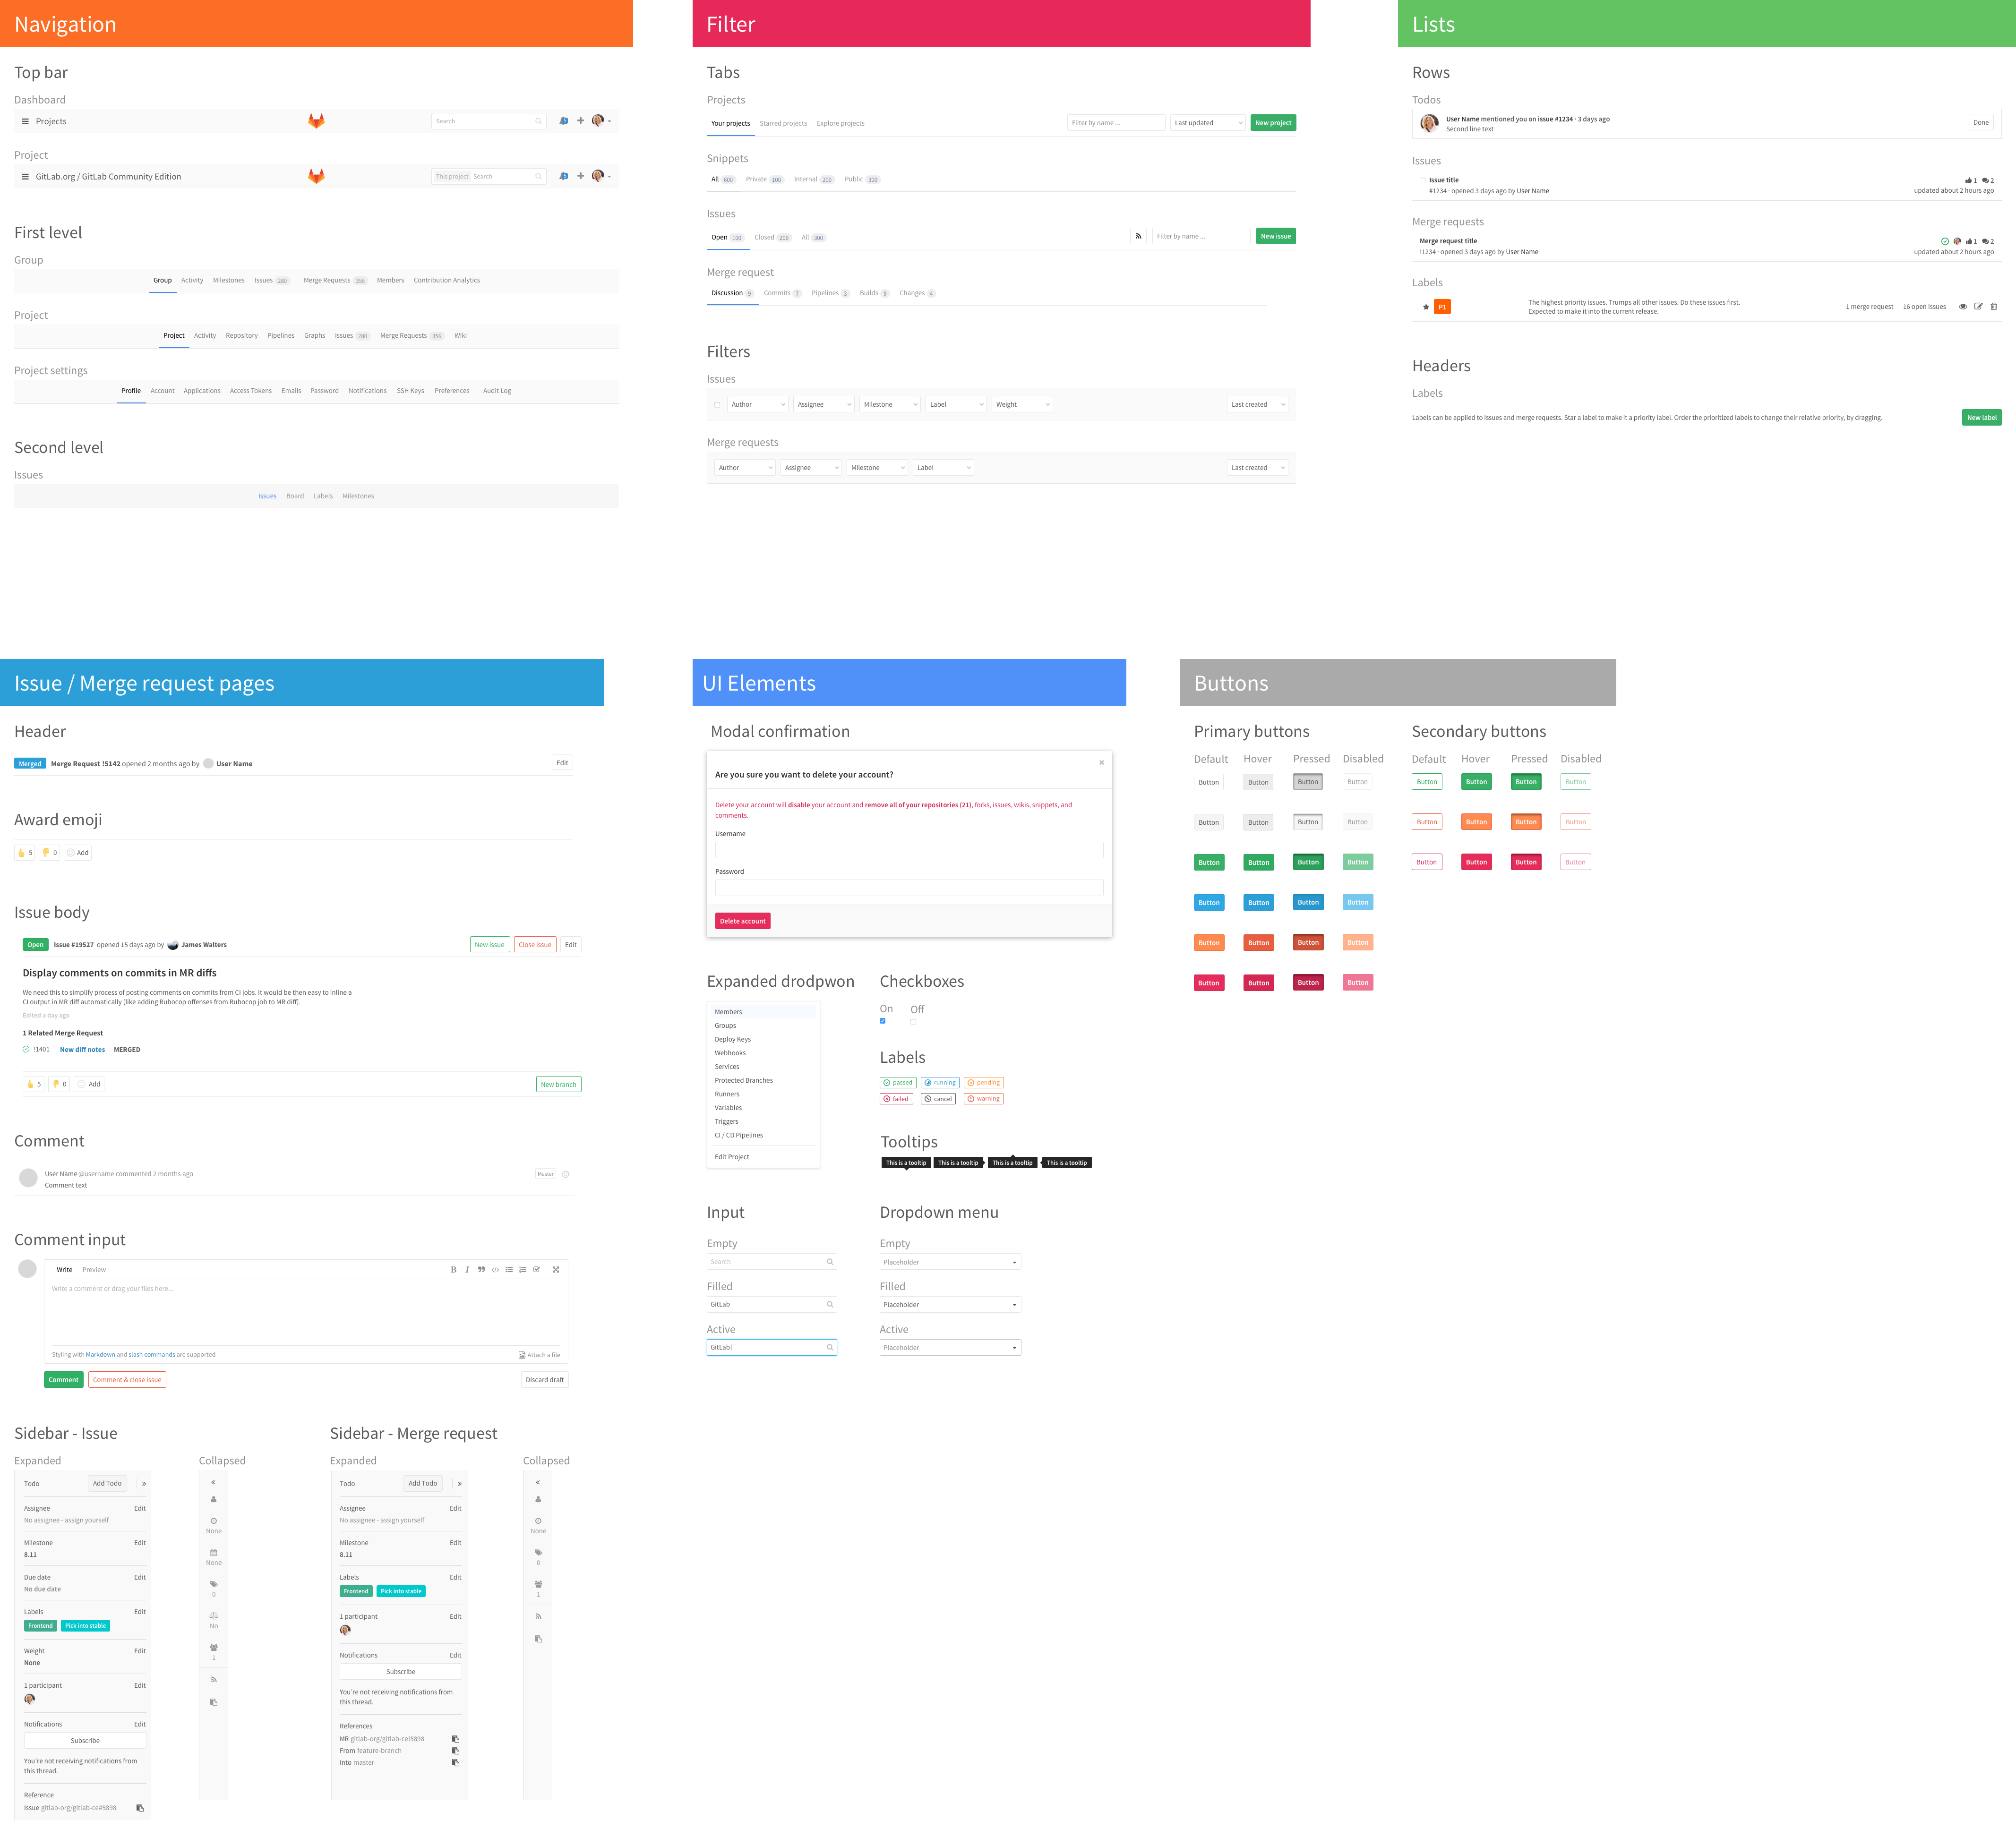 Navigation
Top bar
Dashboard
Projects
Search
Project
GitLab.org / GitLab Community Edition
This project Search
First level
Group
Group Activity Milestones Issues 280 Merge Requests 356 Members Contribution Analytics
Project
Project Activity Repository Pipelines Graphs Issues 280 Merge Requests 356 Wiki
Project settings
Profile Account Applications Access Tokens Emails Password Notifications SSH Keys Preferences Audit Log
Second level
Issues
Issues Board Labels Milestones
Filter
Tabs
Projects
Your projects Starred projects Explore projects Filter by name ... Last updated New project
Snippets
All 600 Private 100 Internal 200 Public 300
Issues
Open 100 Closed 200 All 300 Filter by name ... New issue
Merge request
Discussion 9 Commits 7 Pipelines 3 Builds 9 Changes 4
Filters
Issues
Author Assignee Milestone Label Weight Last created
Merge requests
Author Assignee Milestone Label Last created
Lists
Rows
Todos
User Name mentioned you on issue #1234 · 3 days ago
Second line text
Done
Issues
Issue title 1 2
#1234 · opened 3 days ago by User Name updated about 2 hours ago
Merge requests
Merge request title 1 2
!1234 · opened 3 days ago by User Name updated about 2 hours ago
Labels
P1
The highest priority issues. Trumps all other issues. Do these issues first.
Expected to make it into the current release.
1 merge request 16 open issues
Headers
Labels
Labels can be applied to issues and merge requests. Star a label to make it a priority label. Order the prioritized labels to change their relative priority, by dragging. New label
Issue / Merge request pages
Header
Merged Merge Request !5142 opened 2 months ago by User Name Edit
Award emoji
5 0 Add
Issue body
Open Issue #19527 opened 15 days ago by James Walters New issue Close issue Edit
Display comments on commits in MR diffs
We need this to simplify process of posting comments on commits from CI jobs. It would be then easy to inline a
CI output in MR diff automatically (like adding Rubocop offenses from Rubocop job to MR diff).
Edited a day ago
1 Related Merge Request
!1401 New diff notes MERGED
5 0 Add New branch
Comment
User Name @username commented 2 months ago Master
Comment text
Comment input
Write Preview B I
Write a comment or drag your files here...
Styling with Markdown and slash commands are supported Attach a file
Comment Comment & close issue Discard draft
Sidebar - Issue
Expanded
Todo Add Todo »
Assignee Edit
No assignee - assign yourself
Milestone Edit
8.11
Due date Edit
No due date
Labels Edit
Frontend Pick into stable
Weight Edit
None
1 participant Edit
Notifications Edit
Subscribe
You're not receiving notifications from
this thread.
Reference
Issue gitlab-org/gitlab-ce#5898
Collapsed
«
None
None
0
No
1
Sidebar - Merge request
Expanded
Todo Add Todo »
Assignee Edit
No assignee - assign yourself
Milestone Edit
8.11
Labels Edit
Frontend Pick into stable
1 participant Edit
Notifications Edit
Subscribe
You're not receiving notifications from
this thread.
References
MR gitlab-org/gitlab-ce!5898
From feature-branch
Into master
Collapsed
«
None
0
1
UI Elements
Modal confirmation
×
Are you sure you want to delete your account?
Delete your account will disable your account and remove all of your repositories (21), forks, issues, wikis, snippets, and
comments.
Username
Password
Delete account
Expanded drodpwon
Members
Groups
Deploy Keys
Webhooks
Services
Protected Branches
Runners
Variables
Triggers
CI / CD Pipelines
Edit Project
Checkboxes
On Off
Labels
passed running pending
failed cancel warning
Tooltips
This is a tooltip This is a tooltip This is a tooltip This is a tooltip
Input
Empty
Search
Filled
GitLab
Active
GitLab
Dropdown menu
Empty
Placeholder
Filled
Placeholder
Active
Placeholder
Buttons
Primary buttons
Default Hover Pressed Disabled
Button Button Button Button
Button Button Button Button
Button Button Button Button
Button Button Button Button
Button Button Button Button
Button Button Button Button
Secondary buttons
Default Hover Pressed Disabled
Button Button Button Button
Button Button Button Button
Button Button Button Button